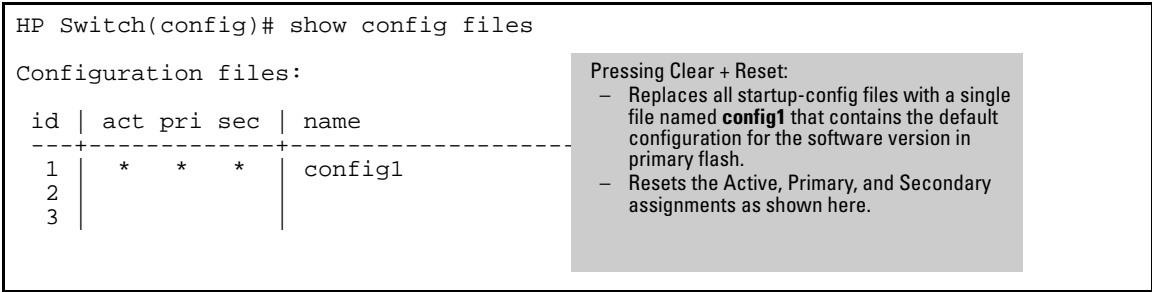 HP Switch(config)# show config files
Configuration files:
id | act pri sec | name
---+-------------+--------------------
1 | * * * | config1
2 | |
3 | |
Pressing Clear + Reset:
– Replaces all startup-config files with a single
file named config1 that contains the default
configuration for the software version in
primary flash.
– Resets the Active, Primary, and Secondary
assignments as shown here.